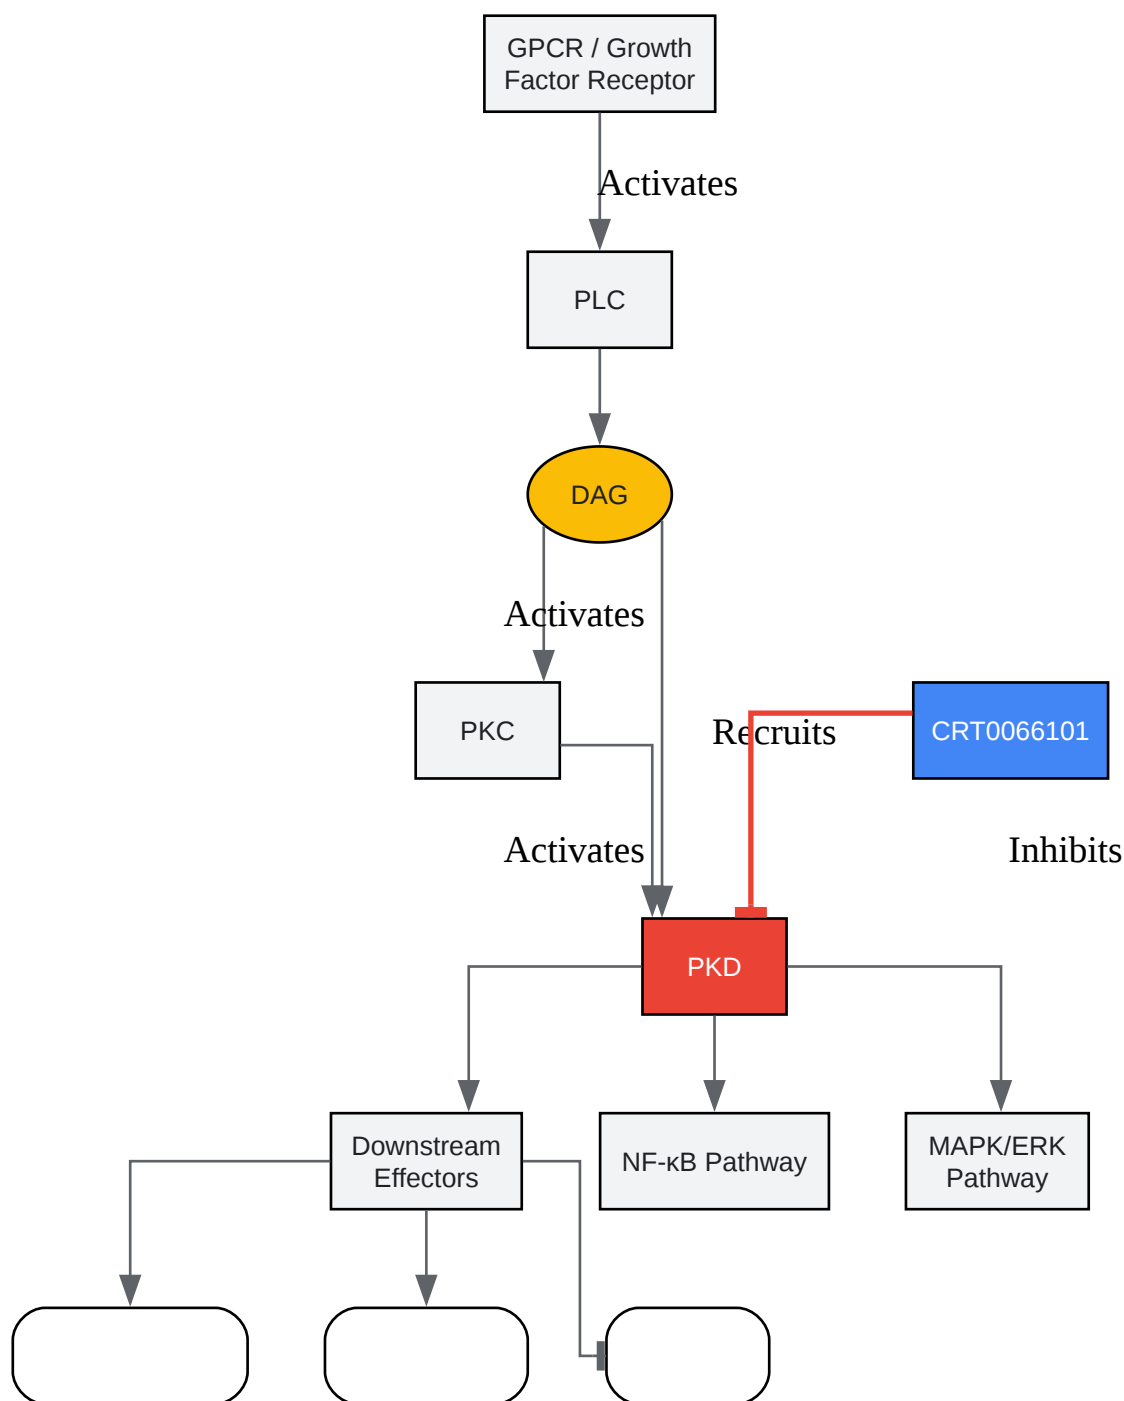 GPCR / Growth
Factor Receptor
Activates
PLC
DAG
Activates
PKC
Recruits
CRT0066101
Activates
Inhibits
PKD
Downstream
Effectors
NF-κB Pathway
MAPK/ERK
Pathway